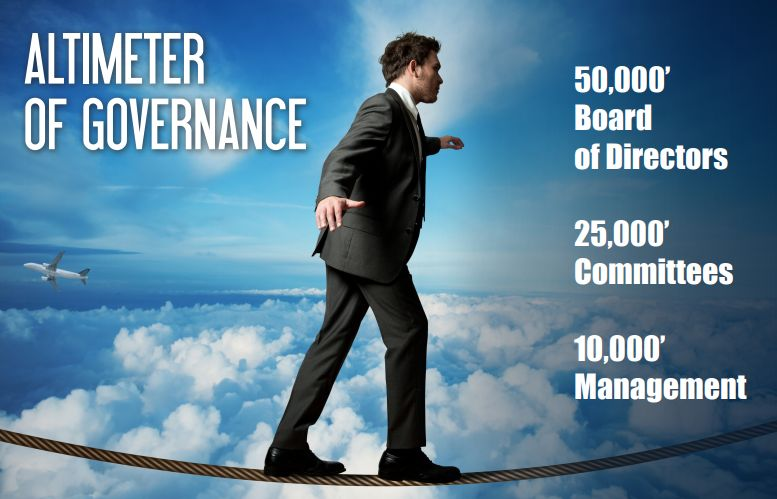 ALTIMETER
OF GOVERNANCE
50,000’
Board
of Directors
25,000’
Committees
10,000’
Management